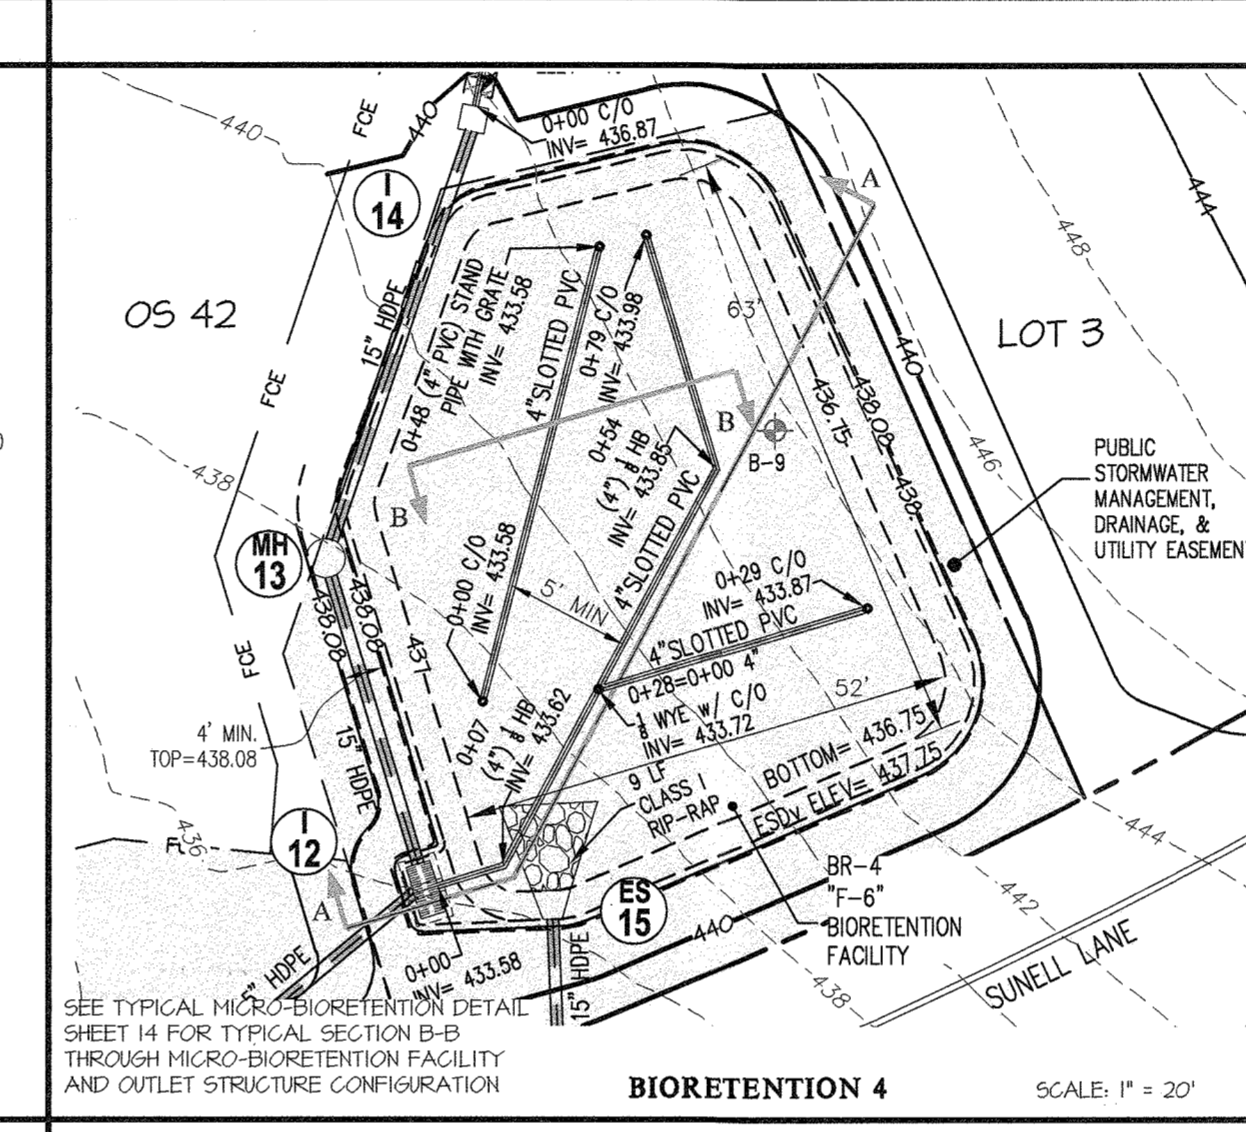 0+00 C/O
INV= 436.87
FCE
440
440
I
14
A
444
448
OS 42
15" HDPE
0+48 (4" PVC) STAND
PIPE WITH GRATE
INV= 433.58
4"SLOTTED PVC
0+79 C/O
INV= 433.98
63'
LOT 3
440
FCE
436.75
438.08
438
B
0+54
(4") 1/8 HB
INV= 433.85
B-9
446
PUBLIC
STORMWATER
MANAGEMENT,
DRAINAGE, &
UTILITY EASEMEN
438
B
MH
13
0+00 C/O
INV= 433.58
5' MIN
4"SLOTTED PVC
0+29 C/O
INV= 433.87
4"SLOTTED PVC
438.08
438.08
437
FCE
0+28=0+00 4"
1/8 WYE w/ C/O
INV= 433.72
52'
4' MIN.
TOP=438.08
15" HDPE
0+07
(4") 1/8 HB
INV= 433.62
9 LF
CLASS I
RIP-RAP
BOTTOM= 436.75
ESDv ELEV= 437.75
436
I
12
444
BR-4
"F-6"
BIORETENTION
FACILITY
442
A
ES
15
440
438
SUNELL LANE
5" HDPE
0+00
INV= 433.58
15" HDPE
SEE TYPICAL MICRO-BIORETENTION DETAIL
SHEET 14 FOR TYPICAL SECTION B-B
THROUGH MICRO-BIORETENTION FACILITY
AND OUTLET STRUCTURE CONFIGURATION
BIORETENTION 4
SCALE: 1" = 20'